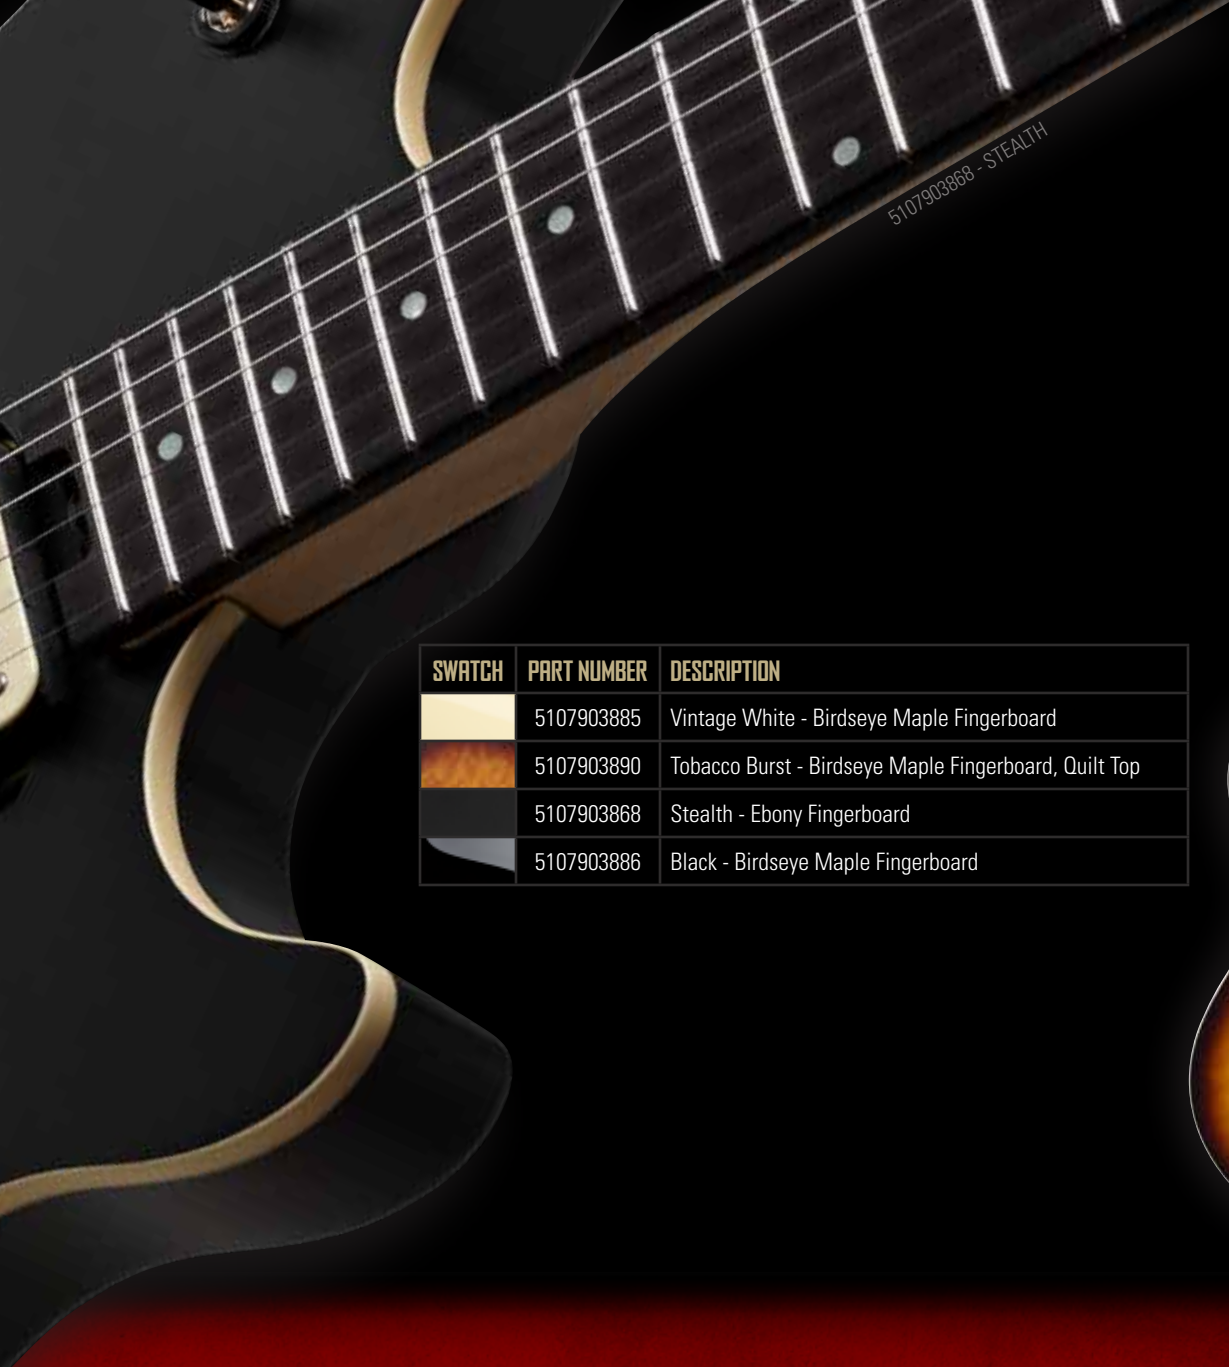 5107903868 - STEALTH
SWATCH PART NUMBER DESCRIPTION
5107903885 Vintage White - Birdseye Maple Fingerboard
5107903890 Tobacco Burst - Birdseye Maple Fingerboard, Quilt Top
5107903868 Stealth - Ebony Fingerboard
5107903886 Black - Birdseye Maple Fingerboard